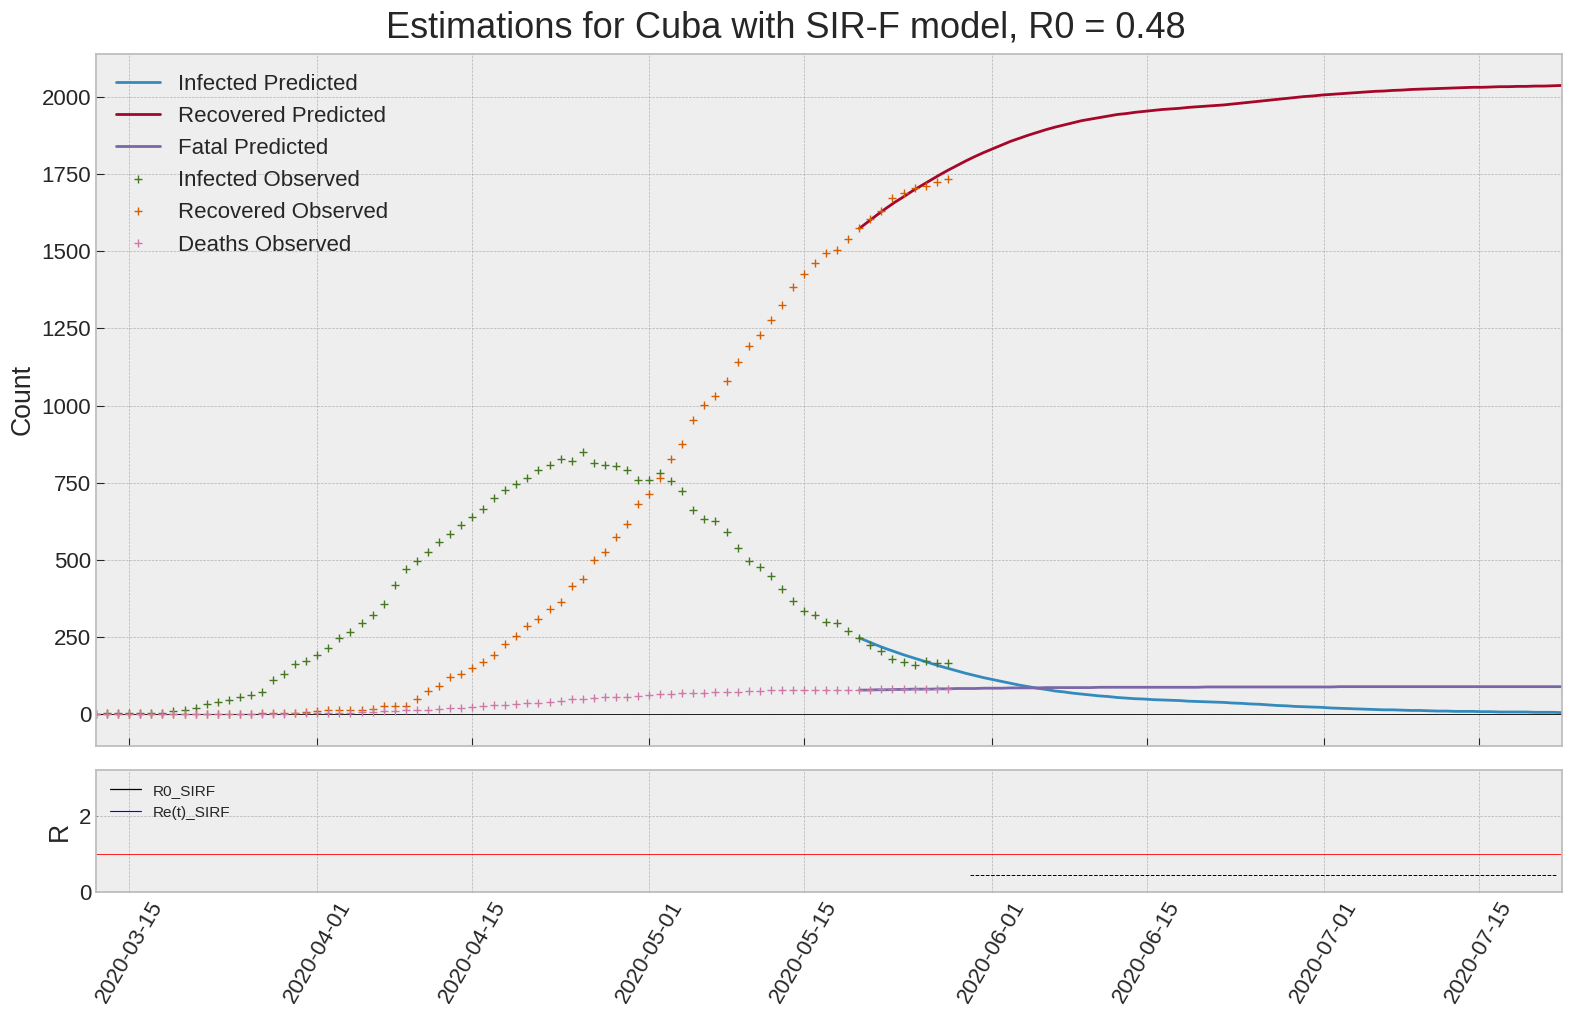 Estimations for Cuba with SIR-F model, R0 = 0.48
Infected Predicted
Recovered Predicted
Fatal Predicted
Infected Observed
Recovered Observed
Deaths Observed
Count
2000
1750
1500
1250
1000
750
500
250
0
R0_SIRF
Re(t)_SIRF
R
2
0
2020-03-15
2020-04-01
2020-04-15
2020-05-01
2020-05-15
2020-06-01
2020-06-15
2020-07-01
2020-07-15